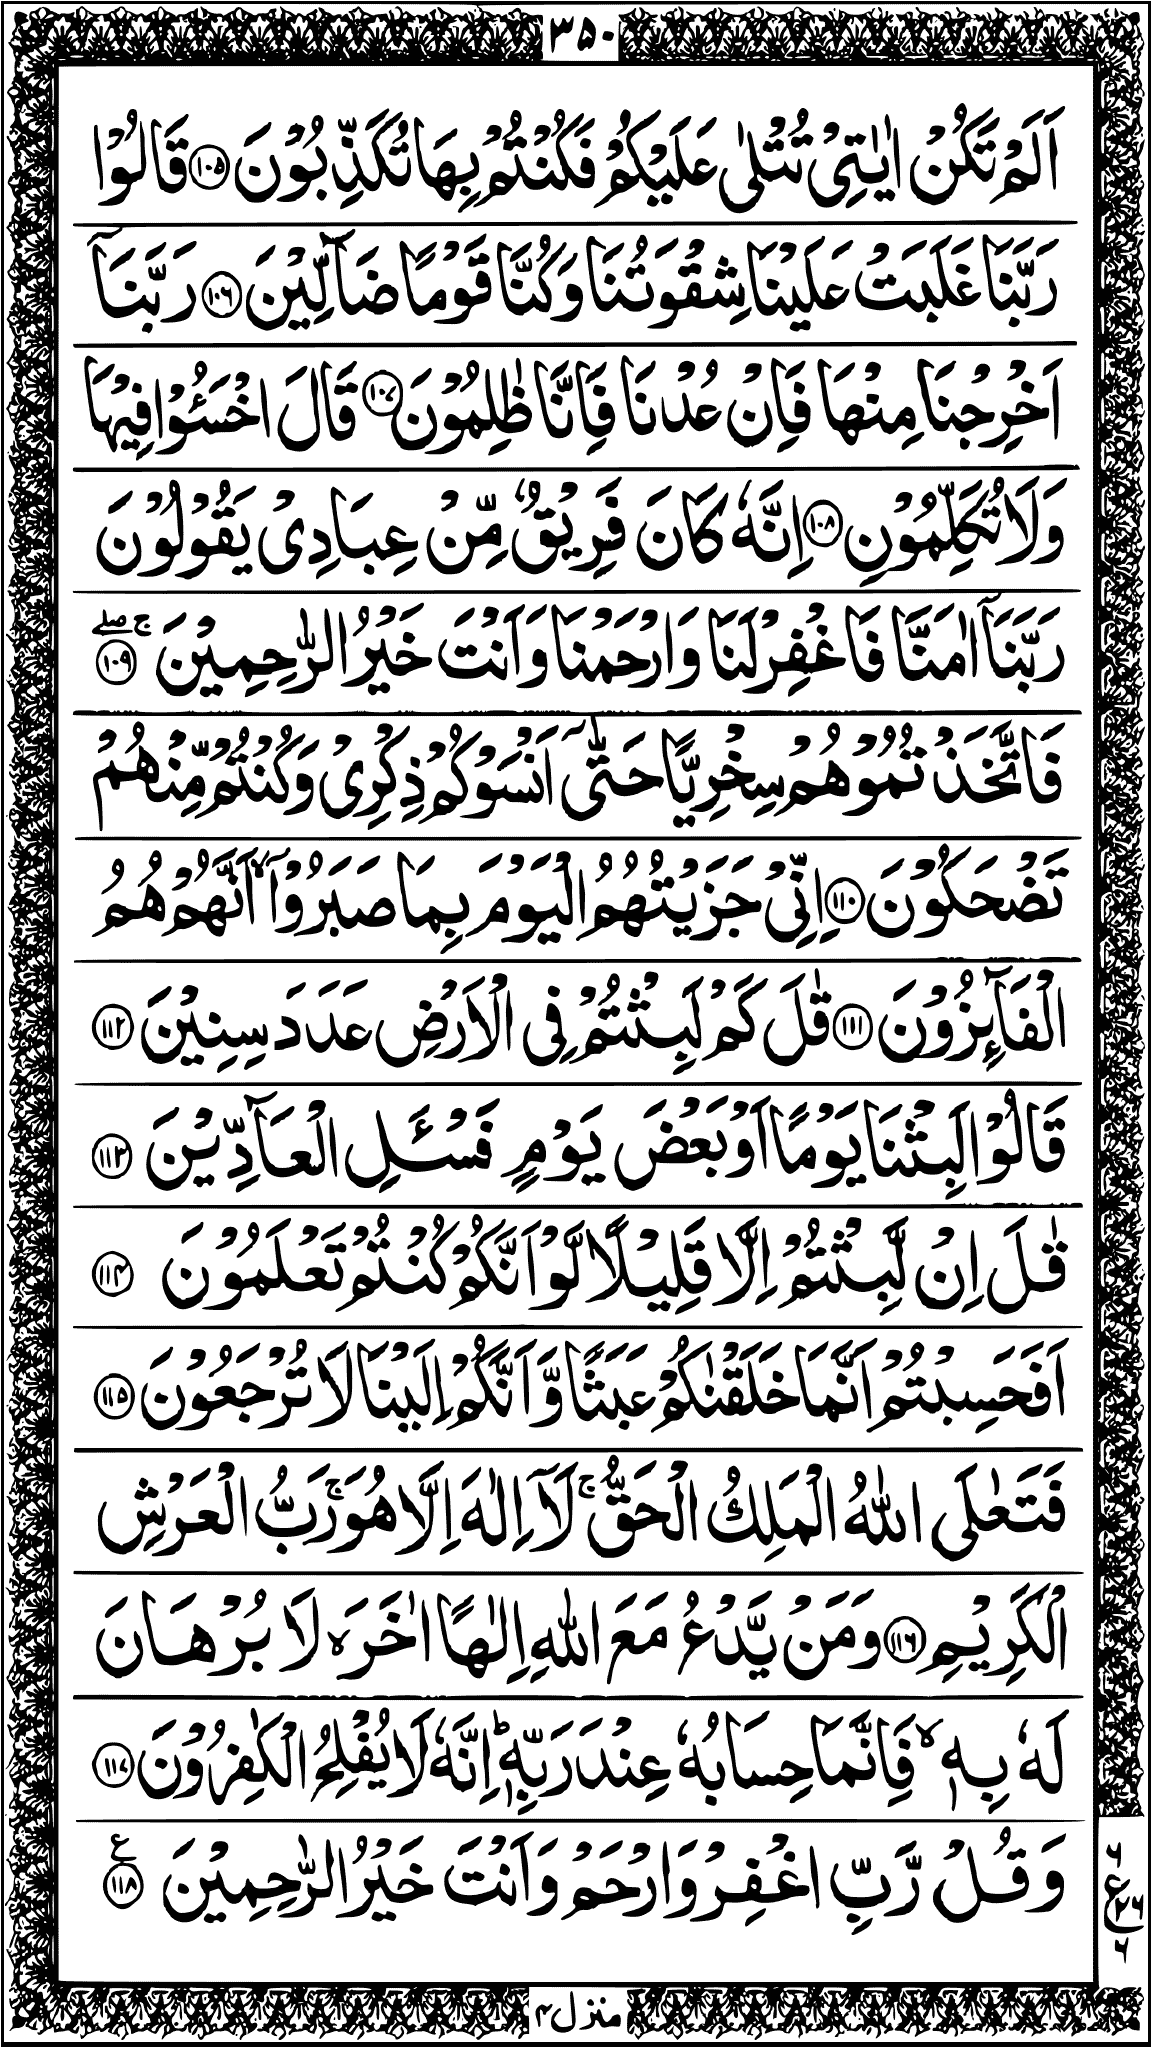 ۳۵۰
اَلَمْ تَكُنْ اٰيٰتِىْ تُتْلٰى عَلَيْكُمْ فَكُنْتُمْ بِهَا تُكَذِّبُوْنَ ۱۰۵ قَالُوْا
رَبَّنَا غَلَبَتْ عَلَيْنَا شِقْوَتُنَا وَكُنَّا قَوْمًا ضَآلِّيْنَ ۱۰۶ رَبَّنَآ
اَخْرِجْنَا مِنْهَا فَاِنْ عُدْنَا فَاِنَّا ظٰلِمُوْنَ ۱۰۷ قَالَ اخْسَـُٔوْا فِيْهَا
وَلَا تُكَلِّمُوْنِ ۱۰۸ اِنَّهٗ كَانَ فَرِيْقٌ مِّنْ عِبَادِىْ يَقُوْلُوْنَ
رَبَّنَآ اٰمَنَّا فَاغْفِرْ لَنَا وَارْحَمْنَا وَاَنْتَ خَيْرُ الرّٰحِمِيْنَ ۚ ۖ ۱۰۹
فَاتَّخَذْتُمُوْهُمْ سِخْرِيًّا حَتّٰٓى اَنْسَوْكُمْ ذِكْرِىْ وَكُنْتُمْ مِّنْهُمْ
تَضْحَكُوْنَ ۱۱۰ اِنِّىْ جَزَيْتُهُمُ الْيَوْمَ بِمَا صَبَرُوْٓا ۙ اَنَّهُمْ هُمُ
الْفَآئِزُوْنَ ۱۱۱ قٰلَ كَمْ لَبِثْتُمْ فِى الْاَرْضِ عَدَدَ سِنِيْنَ ۱۱۲
قَالُوْا لَبِثْنَا يَوْمًا اَوْ بَعْضَ يَوْمٍ فَسْـَٔلِ الْعَآدِّيْنَ ۱۱۳
قٰلَ اِنْ لَّبِثْتُمْ اِلَّا قَلِيْلًا لَّوْ اَنَّكُمْ كُنْتُمْ تَعْلَمُوْنَ ۱۱۴
اَفَحَسِبْتُمْ اَنَّمَا خَلَقْنٰكُمْ عَبَثًا وَّاَنَّكُمْ اِلَيْنَا لَا تُرْجَعُوْنَ ۱۱۵
فَتَعٰلَى اللّٰهُ الْمَلِكُ الْحَقُّ ۚ لَآ اِلٰهَ اِلَّا هُوَ ۚ رَبُّ الْعَرْشِ
الْكَرِيْمِ ۱۱۶ وَمَنْ يَّدْعُ مَعَ اللّٰهِ اِلٰهًا اٰخَرَ ۙ لَا بُرْهَانَ
لَهٗ بِهٖ ۙ فَاِنَّمَا حِسَابُهٗ عِنْدَ رَبِّهٖ ؕ اِنَّهٗ لَا يُفْلِحُ الْكٰفِرُوْنَ ۱۱۷
وَقُلْ رَّبِّ اغْفِرْ وَارْحَمْ وَاَنْتَ خَيْرُ الرّٰحِمِيْنَ ع ۱۱۸
۶
ع ۲۶
۶
منزل ۴